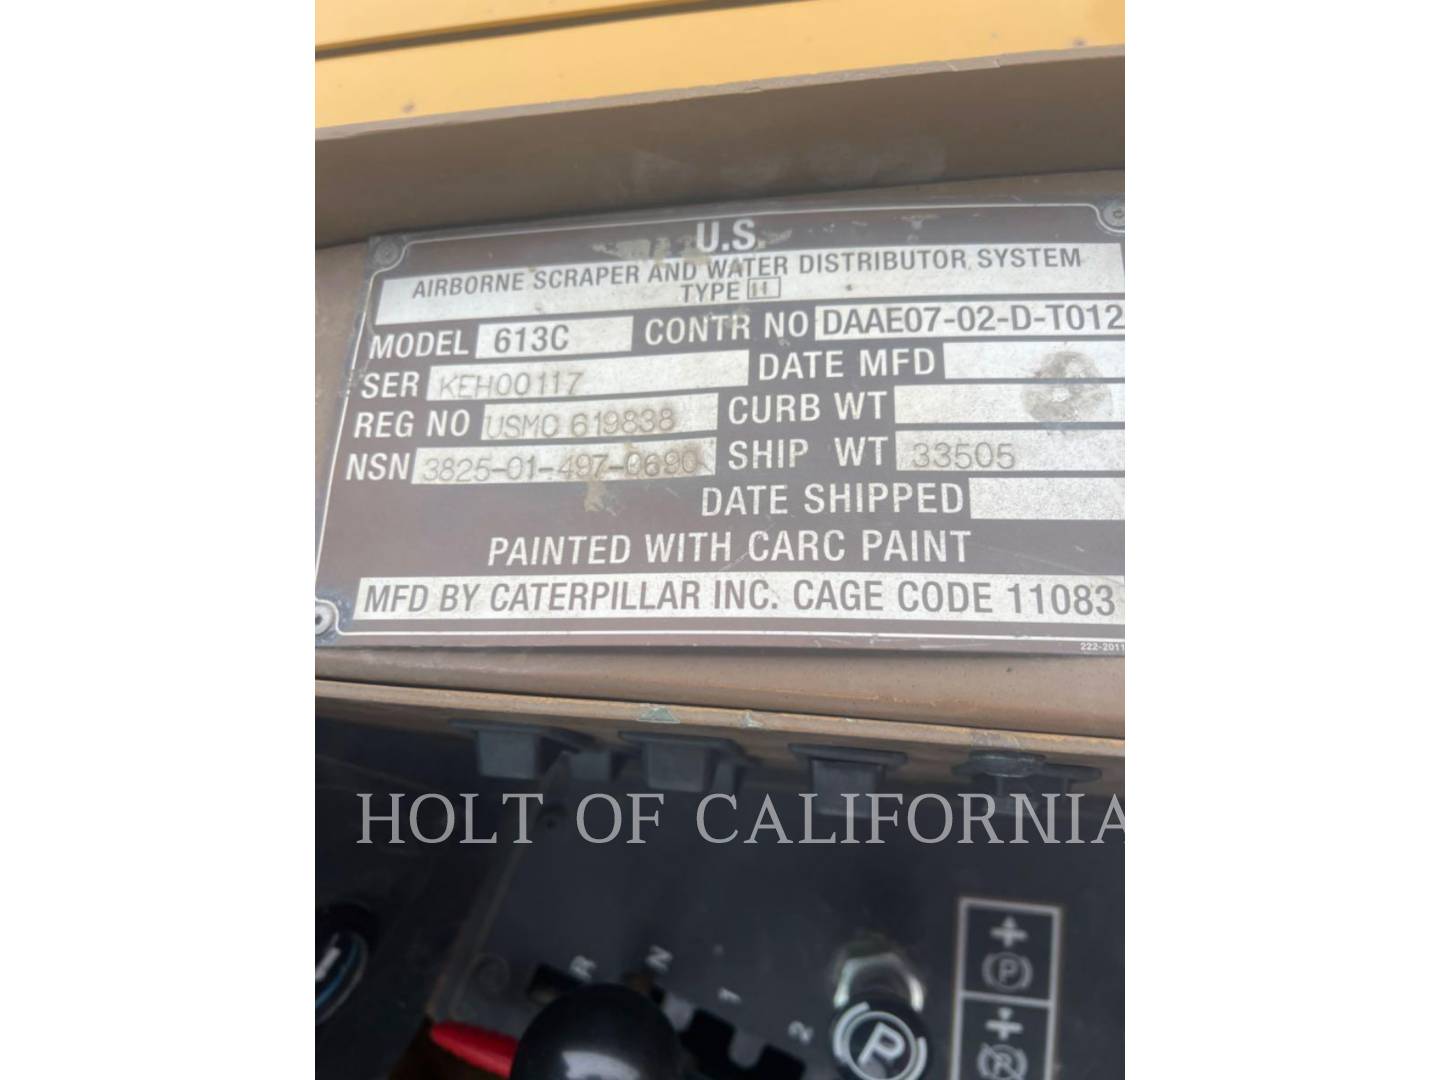 U.S.
AIRBORNE SCRAPER AND WATER DISTRIBUTOR SYSTEM
TYPE II
MODEL 613C CONTR NO DAAE07-02-D-T012
SER KEH00117 DATE MFD
REG NO USMC 619838 CURB WT
NSN 3825-01-497-0690 SHIP WT 33505
DATE SHIPPED
PAINTED WITH CARC PAINT
MFD BY CATERPILLAR INC. CAGE CODE 11083
222-2011
HOLT OF CALIFORNIA
R N 1 2
P
P
P